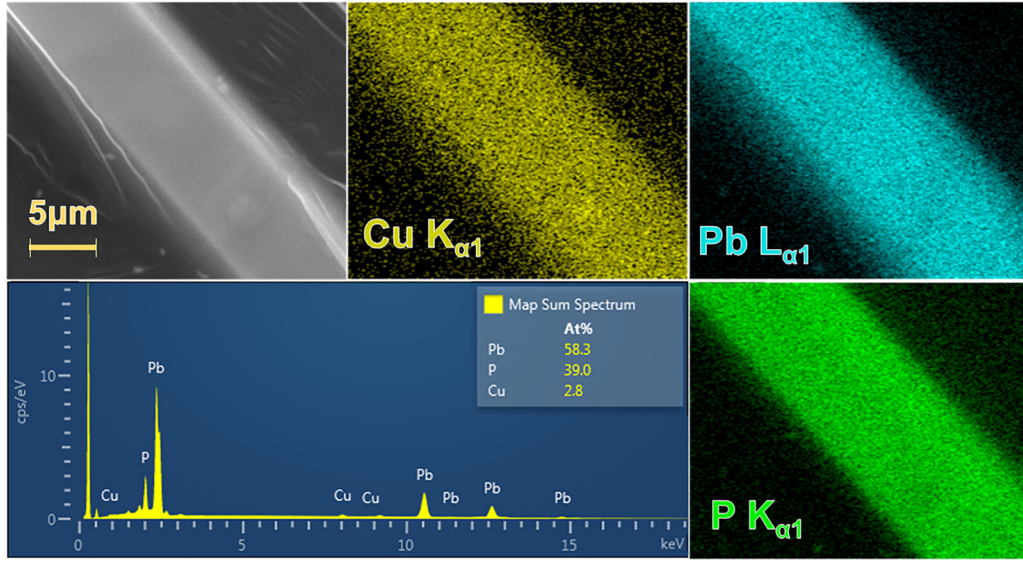 5μm
Cu Kα1
Pb Lα1
Map Sum Spectrum
At%
Pb 58.3
P 39.0
Cu 2.8
cps/eV
10
0
Cu
P
Pb
Cu
Cu
Pb
Pb
Pb
Pb
0 5 10 15 keV
P Kα1